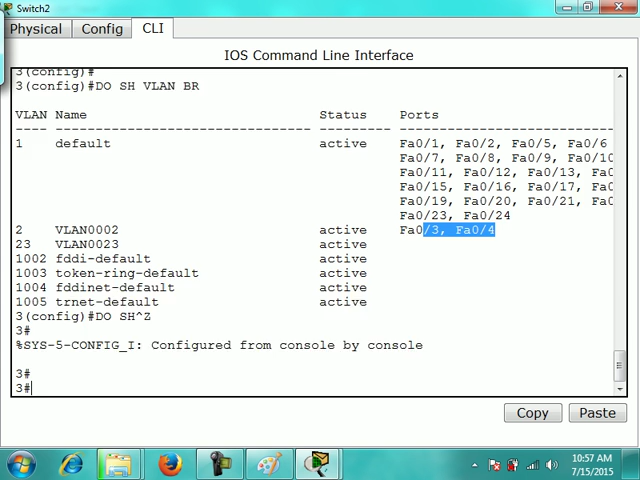 Switch2
Physical Config CLI
IOS Command Line Interface
3(config)#
3(config)#DO SH VLAN BR
VLAN Name Status Ports
---- -------------------------------- --------- -------------------------------
1 default active Fa0/1, Fa0/2, Fa0/5, Fa0/6
Fa0/7, Fa0/8, Fa0/9, Fa0/10
Fa0/11, Fa0/12, Fa0/13, Fa0
Fa0/15, Fa0/16, Fa0/17, Fa0
Fa0/19, Fa0/20, Fa0/21, Fa0
Fa0/23, Fa0/24
2 VLAN0002 active Fa0/3, Fa0/4
23 VLAN0023 active
1002 fddi-default active
1003 token-ring-default active
1004 fddinet-default active
1005 trnet-default active
3(config)#DO SH^Z
3#
%SYS-5-CONFIG_I: Configured from console by console
3#
3#
Copy Paste
10:57 AM
7/15/2015